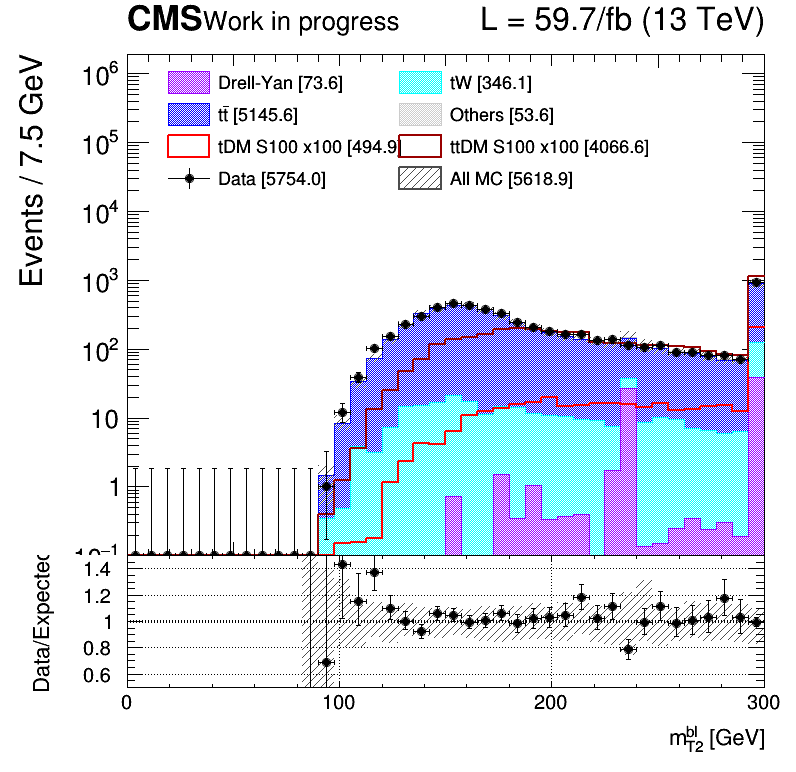 CMS Work in progress L = 59.7/fb (13 TeV)
Events / 7.5 GeV
Drell-Yan [73.6] tW [346.1]
tt̄ [5145.6] Others [53.6]
tDM S100 x100 [494.9] ttDM S100 x100 [4066.6]
Data [5754.0] All MC [5618.9]
10⁶
10⁵
10⁴
10³
10²
10
1
10⁻¹
Data/Expected
1.4
1.2
1
0.8
0.6
0 100 200 300
m_{T2}^{bl} [GeV]